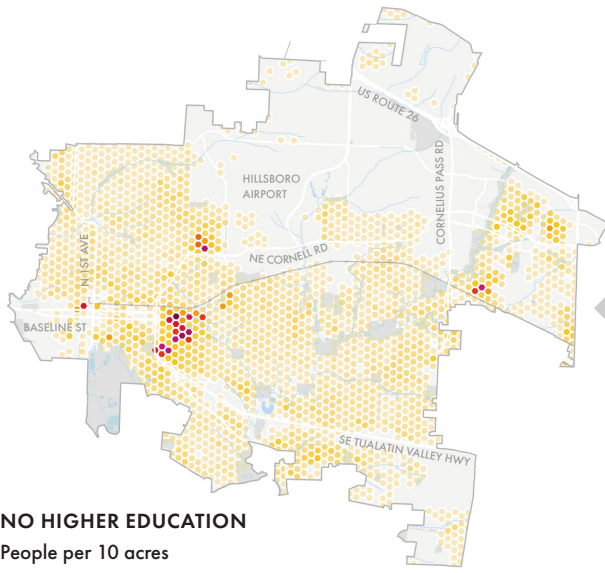 US ROUTE 26
CORNELIUS PASS RD
HILLSBORO
AIRPORT
N 1ST AVE
NE CORNELL RD
BASELINE ST
SE TUALATIN VALLEY HWY
NO HIGHER EDUCATION
People per 10 acres